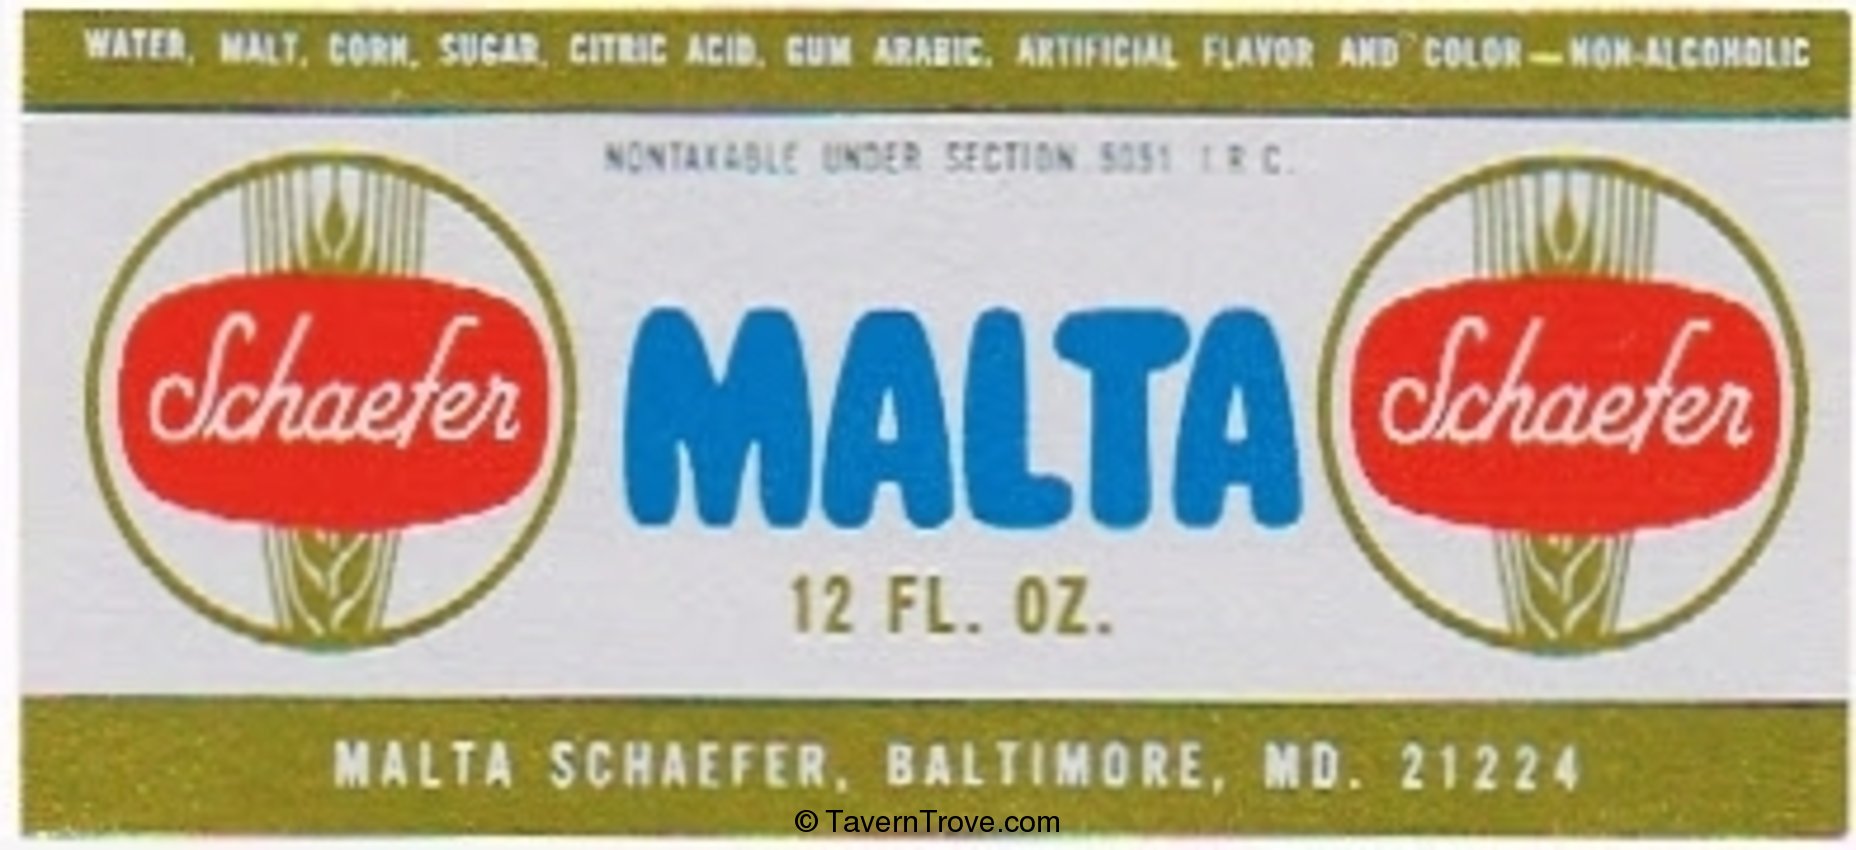 WATER, MALT, CORN, SUGAR, CITRIC ACID, GUM ARABIC, ARTIFICIAL FLAVOR AND COLOR—NON-ALCOHOLIC
NONTAXABLE UNDER SECTION 5051 I.R.C.
Schaefer
MALTA
Schaefer
12 FL. OZ.
MALTA SCHAEFER, BALTIMORE, MD. 21224
© TavernTrove.com